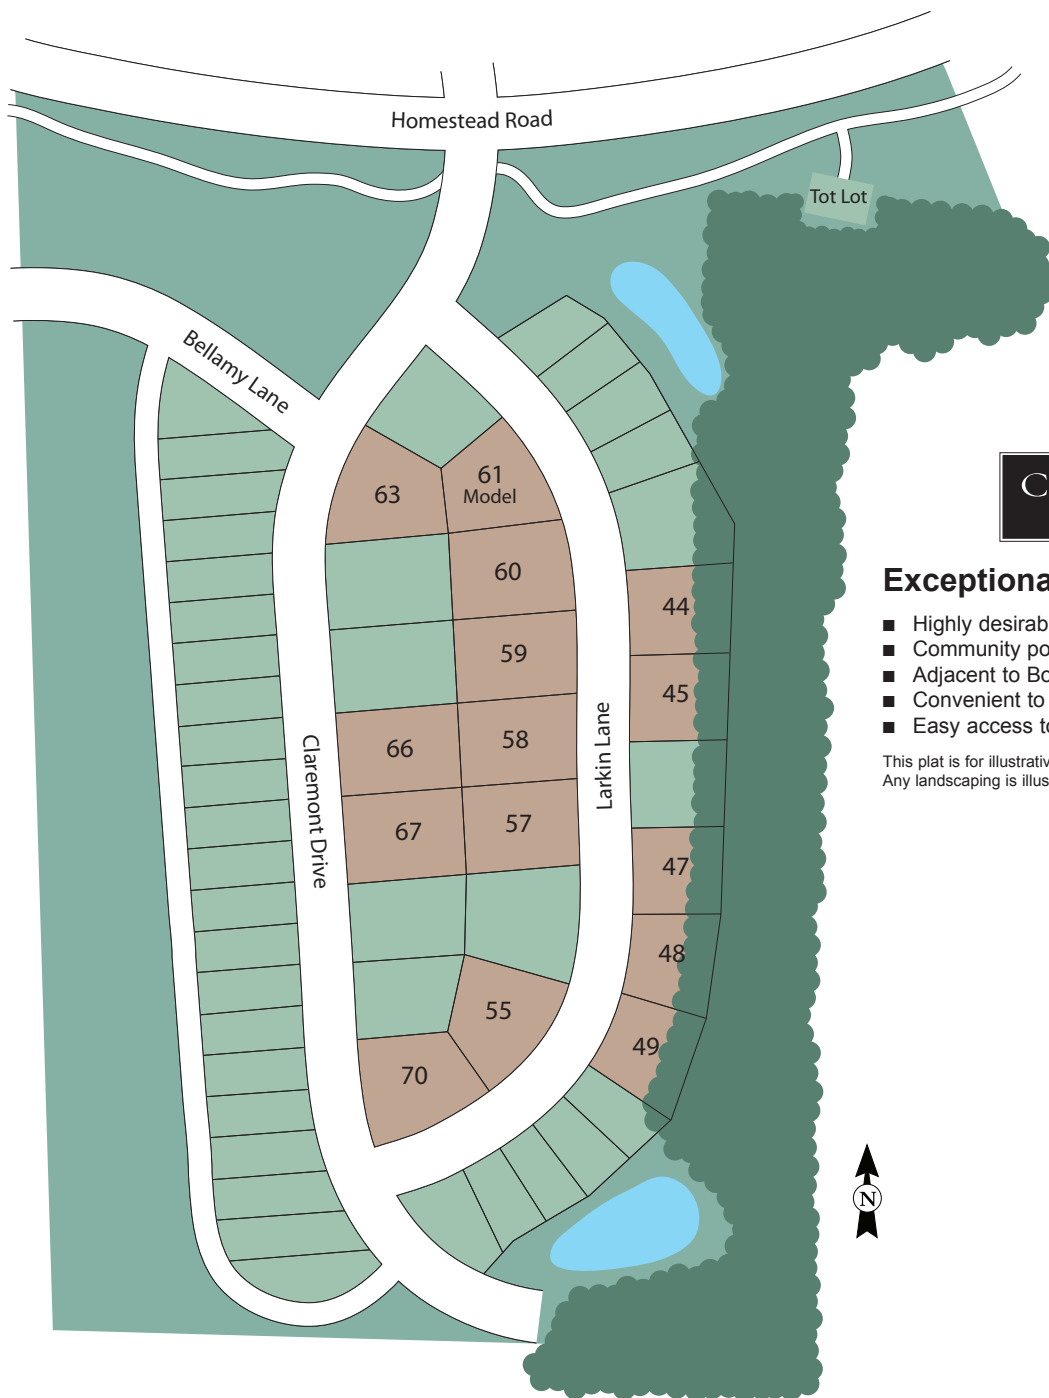 Homestead Road
Tot Lot
Bellamy Lane
63
61
Model
60
59
44
45
66
58
67
57
Claremont Drive
Larkin Lane
47
48
49
55
70
C
Exceptiona
■ Highly desirab
■ Community po
■ Adjacent to Bo
■ Convenient to
■ Easy access to
This plat is for illustrativ
Any landscaping is illus
N